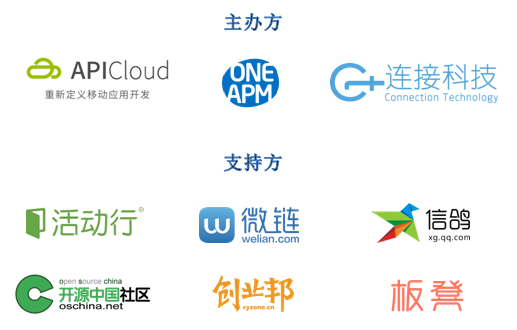 主办方
APICloud
重新定义移动应用开发
ONE
APM
连接科技
Connection Technology
支持方
活动行®
微链
welian.com
信鸽
xg.qq.com
open source china
开源中国社区
oschina.net
创业邦
cyzone.cn
板凳